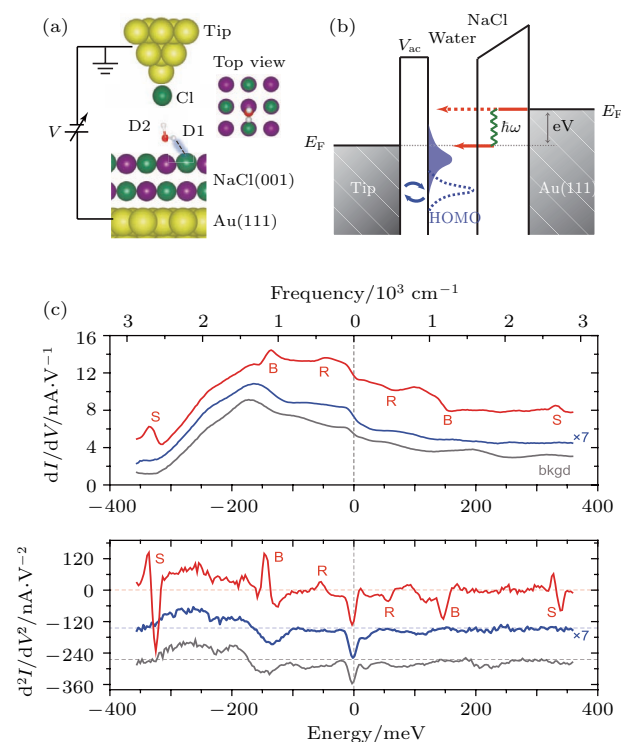 (a)
Tip
Cl
Top view
V
D2
D1
NaCl(001)
Au(111)
(b)
NaCl
Vac
Water
EF
EF
ħω
eV
Tip
HOMO
Au(111)
(c)
Frequency/10³ cm⁻¹
3 2 1 0 1 2 3
dI/dV/nA·V⁻¹
16
12
8
4
0
S
B
R
R
B
S
×7
bkgd
−400 −200 0 200 400
d²I/dV²/nA·V⁻²
120
0
−120
−240
−360
S
B
R
R
B
S
×7
−400 −200 0 200 400
Energy/meV